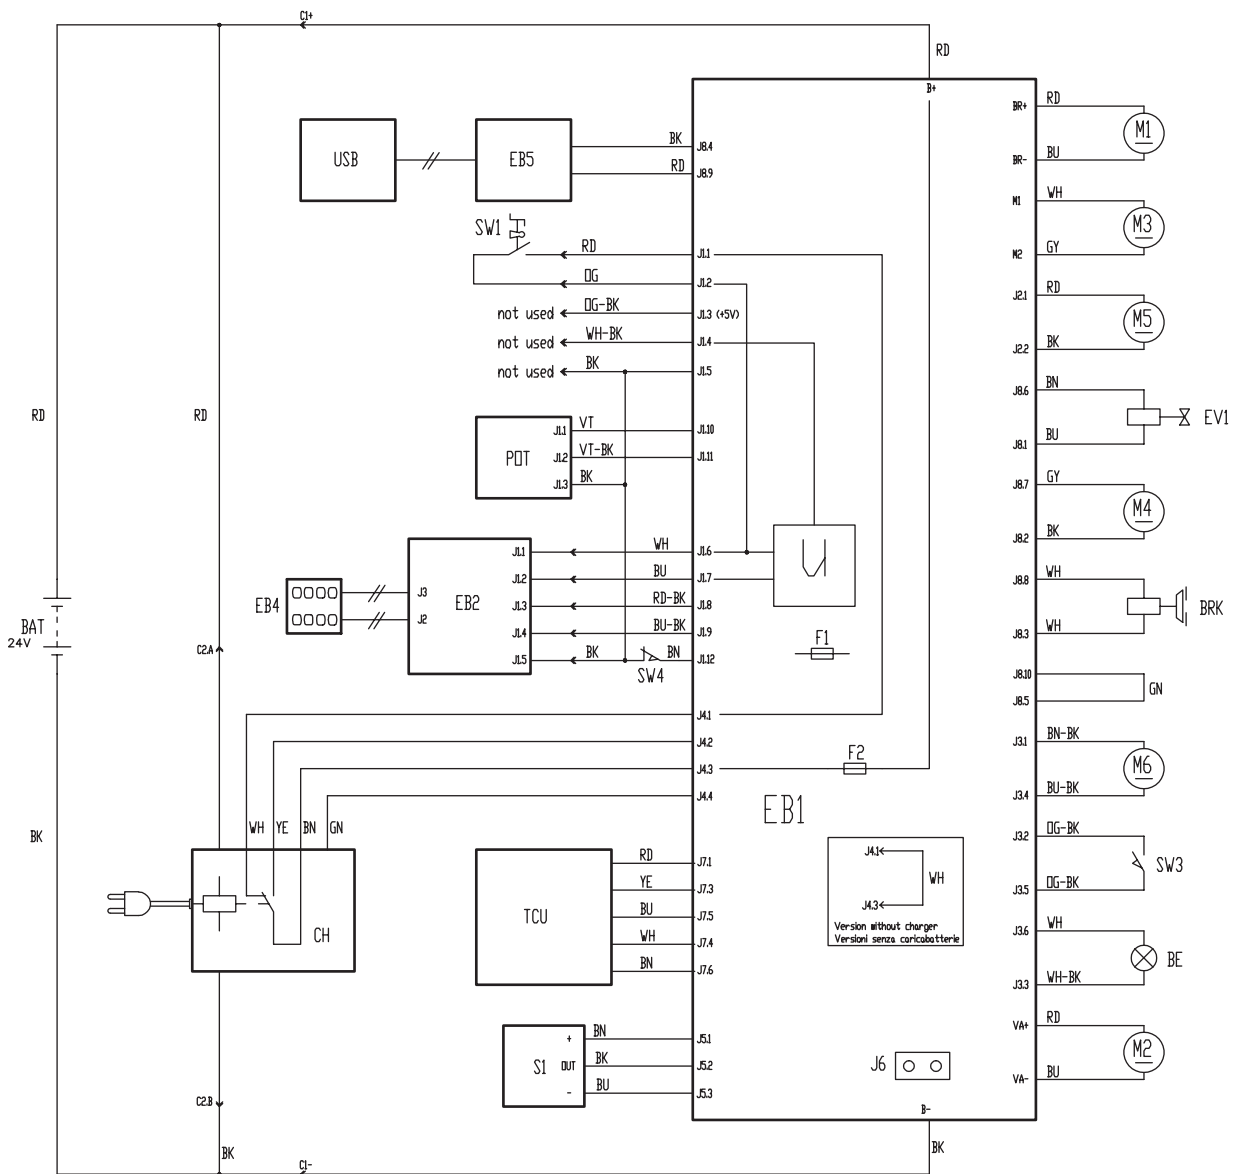 C1+
RD
B+
BR+ RD
M1
BR- BU
USB
EB5
BK J8.4
RD J8.9
M1 WH
M3
M2 GY
SW1
RD J1.1
OG J1.2
not used OG-BK J1.3 (+5V)
not used WH-BK J1.4
not used BK J1.5
J2.1 RD
M5
J2.2 BK
J8.6 BN
EV1
J8.1 BU
RD
RD
POT
J1.1 VT J1.10
J1.2 VT-BK J1.11
J1.3 BK
J8.7 GY
M4
J8.2 BK
EB4
J3
J2
EB2
J1.1 WH J1.6
J1.2 BU J1.7
J1.3 RD-BK J1.8
J1.4 BU-BK J1.9
J1.5 BK BN J1.12
SW4
F1
J8.8 WH
BRK
J8.3 WH
BAT
24V
C2.A
J8.10
GN
J8.5
J4.1
J4.2
J4.3
J4.4
F2
EB1
J3.1 BN-BK
M6
J3.4 BU-BK
BK
WH YE BN GN
CH
TCU
RD J7.1
YE J7.3
BU J7.5
WH J7.4
BN J7.6
J4.1
WH
J4.3
Version without charger
Versioni senza caricabatterie
J3.2 OG-BK
SW3
J3.5 OG-BK
J3.6 WH
BE
J3.3 WH-BK
S1
+ BN J5.1
OUT BK J5.2
- BU J5.3
J6
VA+ RD
M2
VA- BU
C2.B
B-
BK
BK
C1-